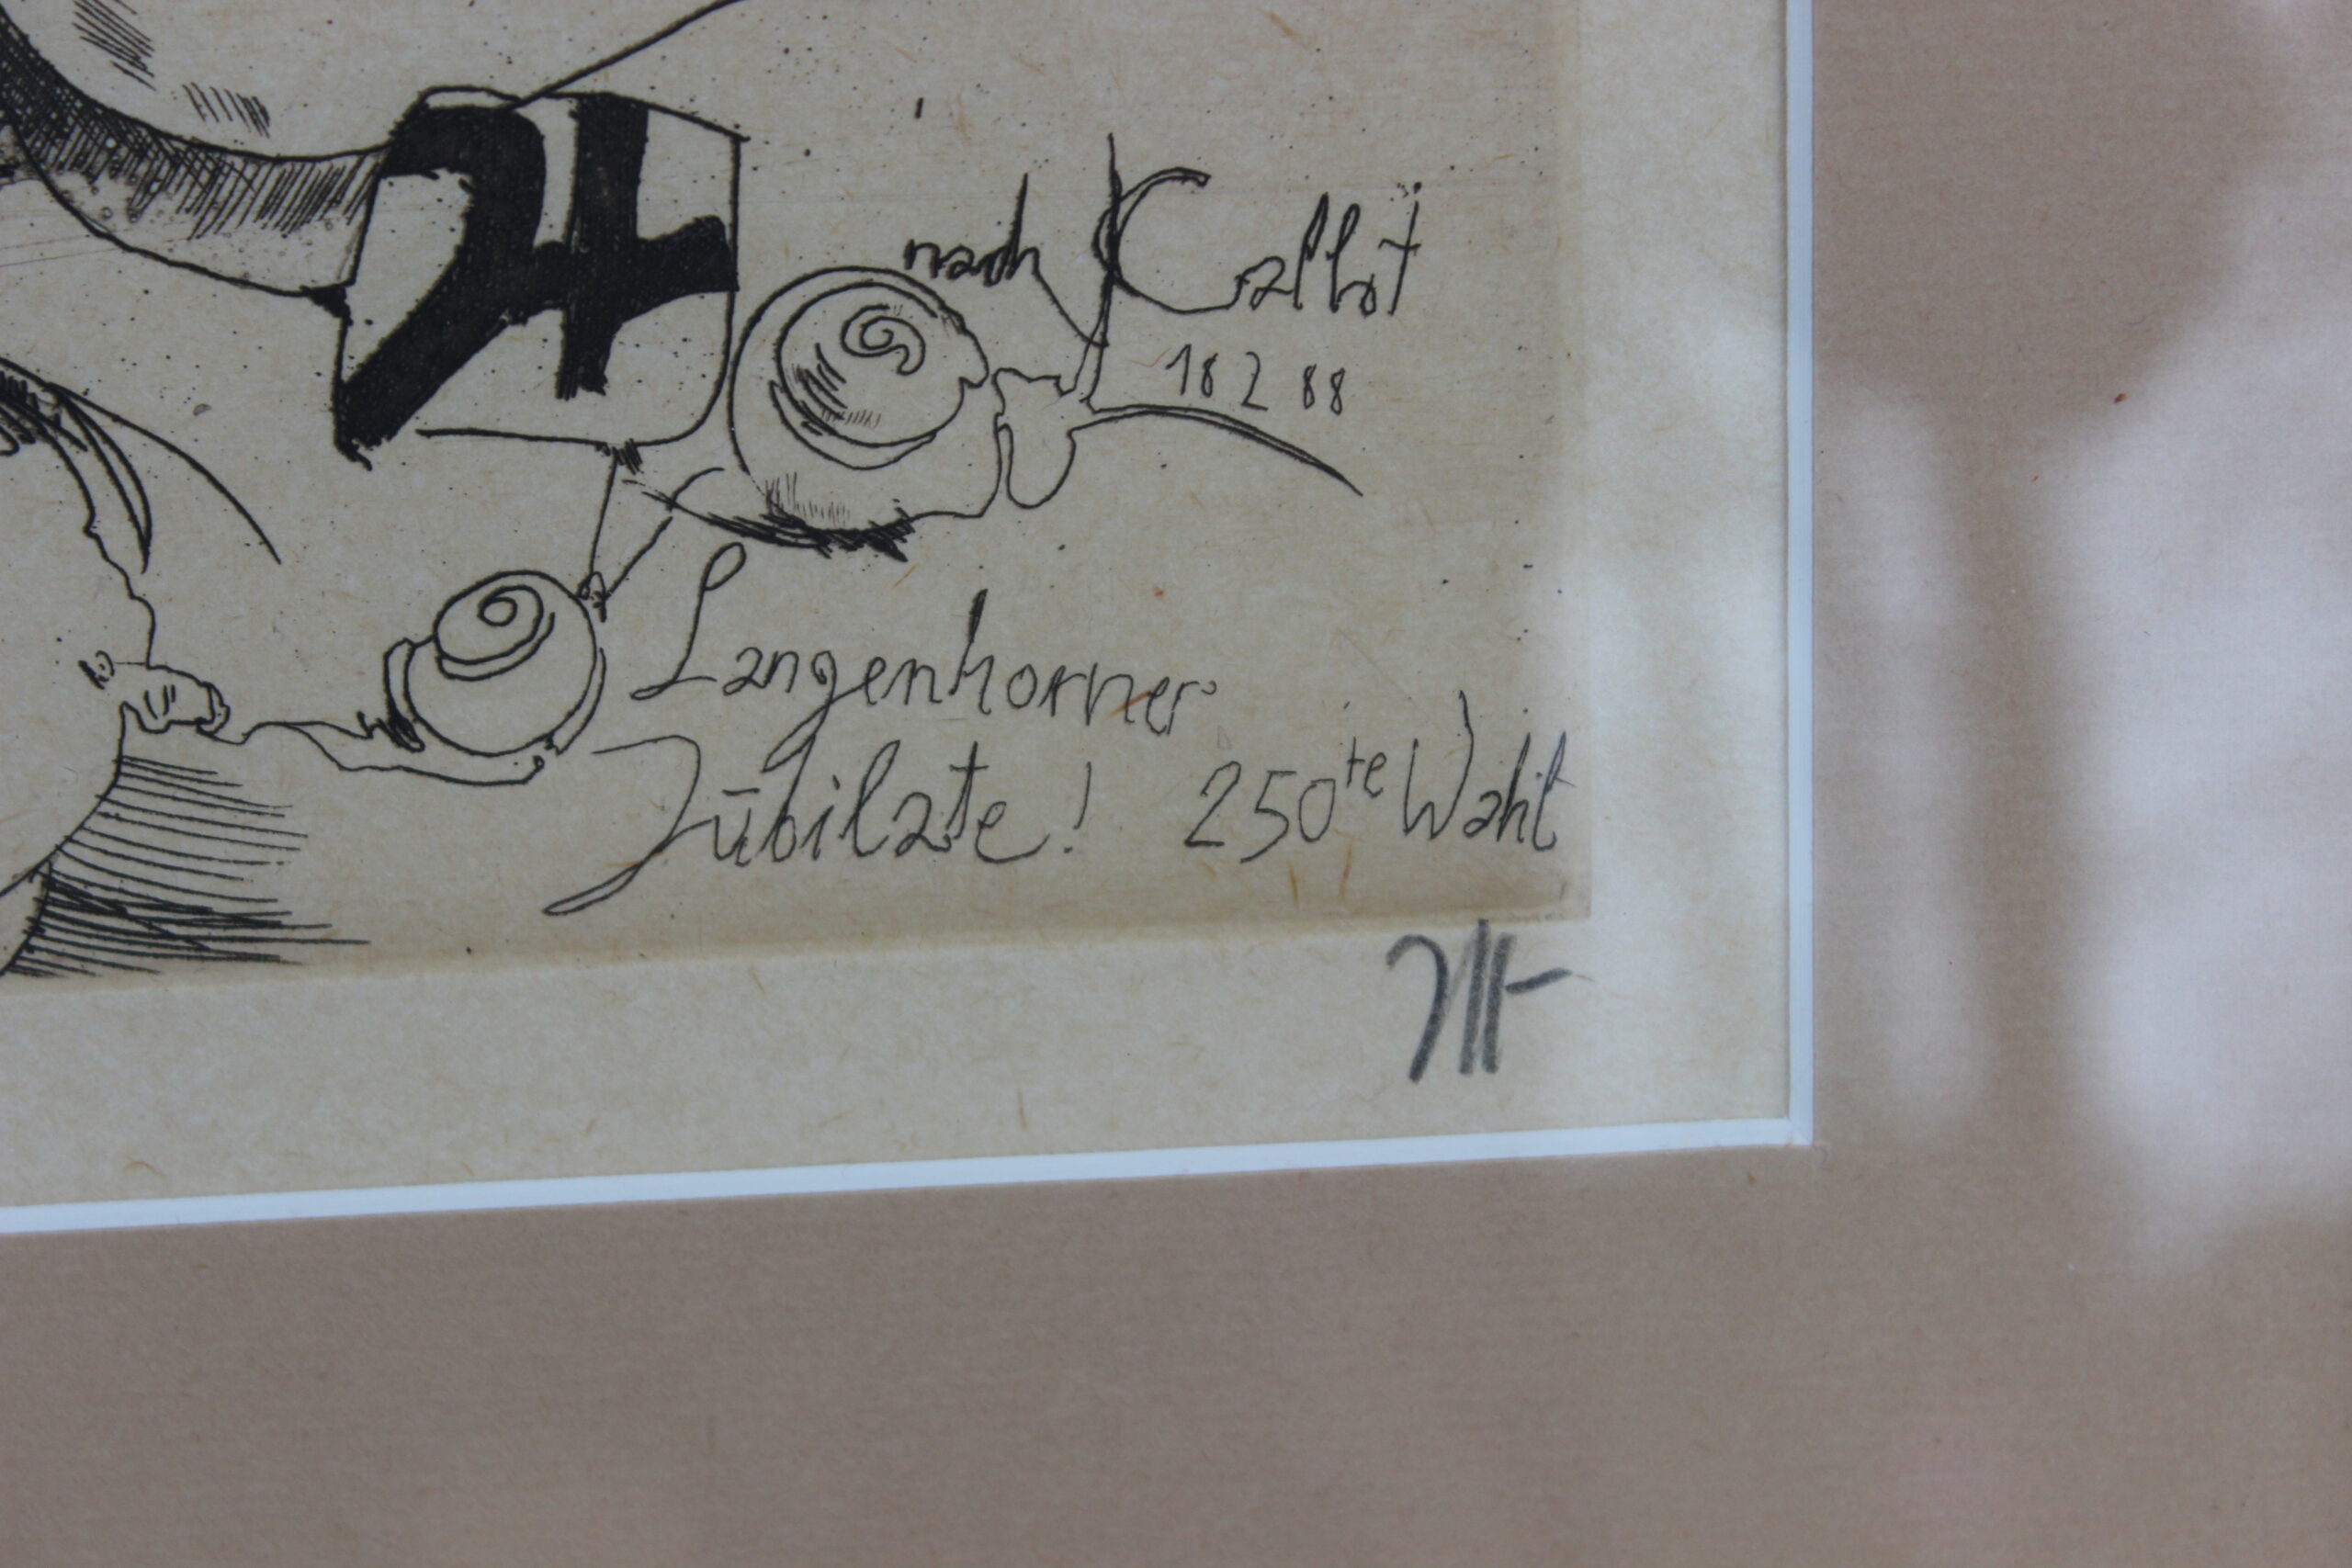 nach Callot
18 2 88
Langenhorner
Jubilate! 250te Wahl